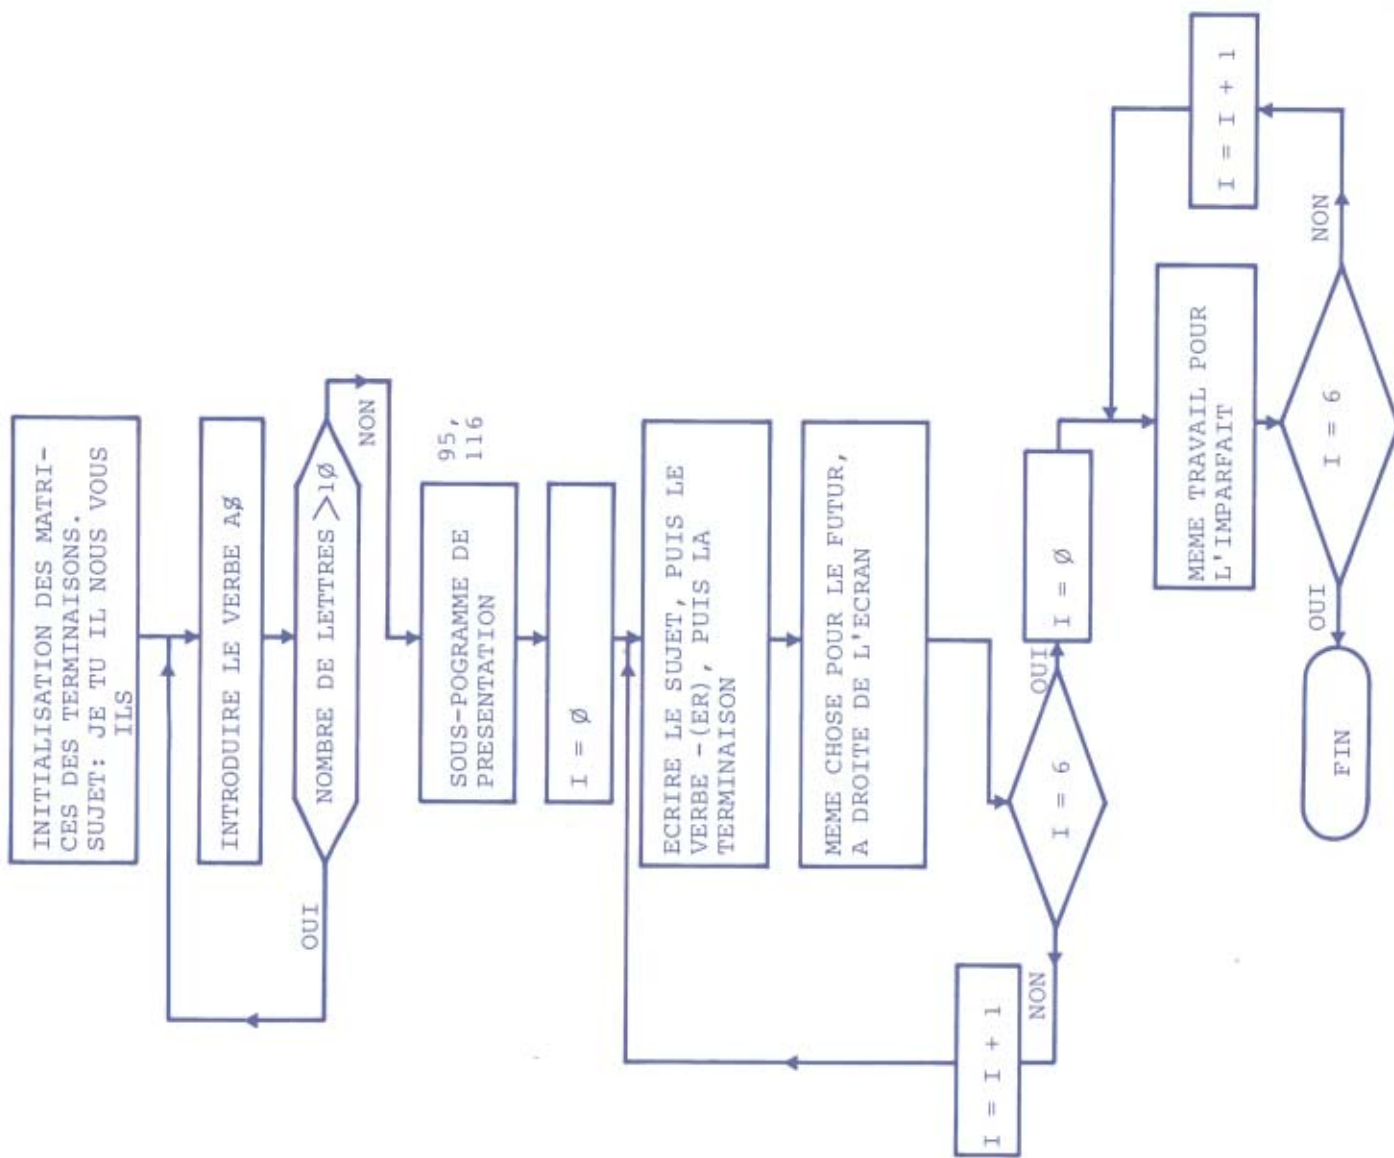 INITIALISATION DES MATRI-
CES DES TERMINAISONS.
SUJET: JE TU IL NOUS VOUS
ILS
INTRODUIRE LE VERBE A$
NOMBRE DE LETTRES >1Ø
OUI
NON
SOUS-POGRAMME DE
PRESENTATION
95,
116
I = Ø
ECRIRE LE SUJET, PUIS LE
VERBE -(ER), PUIS LA
TERMINAISON
MEME CHOSE POUR LE FUTUR,
A DROITE DE L'ECRAN
I = 6
NON
I = I + 1
OUI
I = Ø
MEME TRAVAIL POUR
L'IMPARFAIT
I = 6
NON
I = I + 1
OUI
FIN